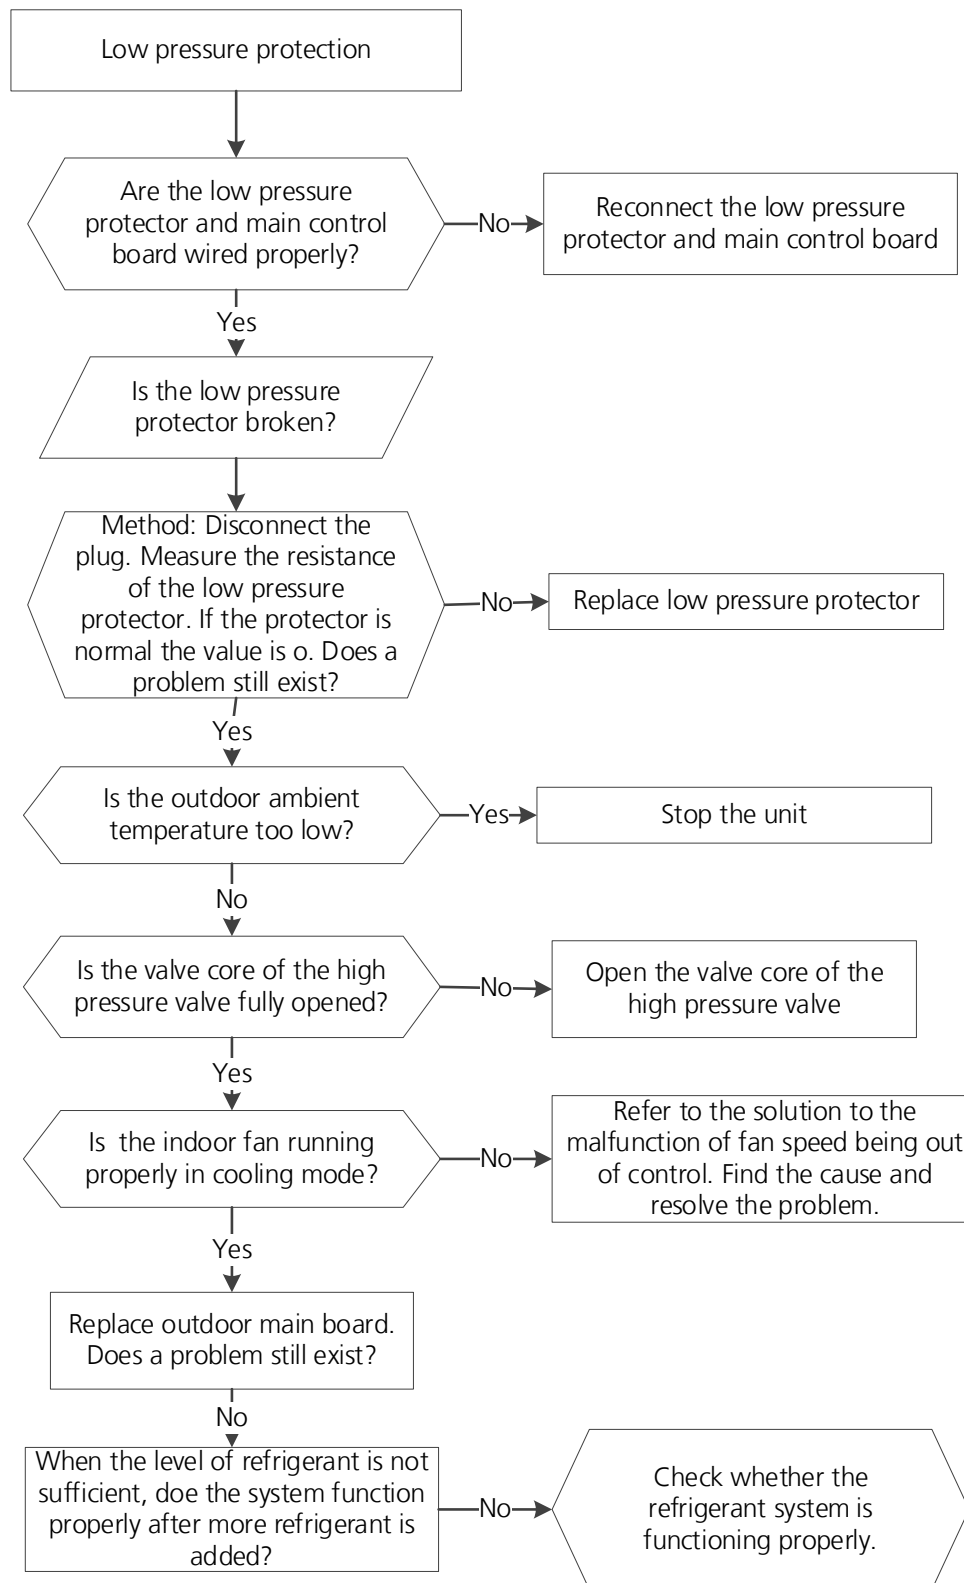 Low pressure protection
Are the low pressure
protector and main control
board wired properly?
No
Reconnect the low pressure
protector and main control board
Yes
Is the low pressure
protector broken?
Method: Disconnect the
plug. Measure the resistance
of the low pressure
protector. If the protector is
normal the value is o. Does a
problem still exist?
No
Replace low pressure protector
Yes
Is the outdoor ambient
temperature too low?
Yes
Stop the unit
No
Is the valve core of the high
pressure valve fully opened?
No
Open the valve core of the
high pressure valve
Yes
Is the indoor fan running
properly in cooling mode?
No
Refer to the solution to the
malfunction of fan speed being out
of control. Find the cause and
resolve the problem.
Yes
Replace outdoor main board.
Does a problem still exist?
No
When the level of refrigerant is not
sufficient, doe the system function
properly after more refrigerant is
added?
No
Check whether the
refrigerant system is
functioning properly.